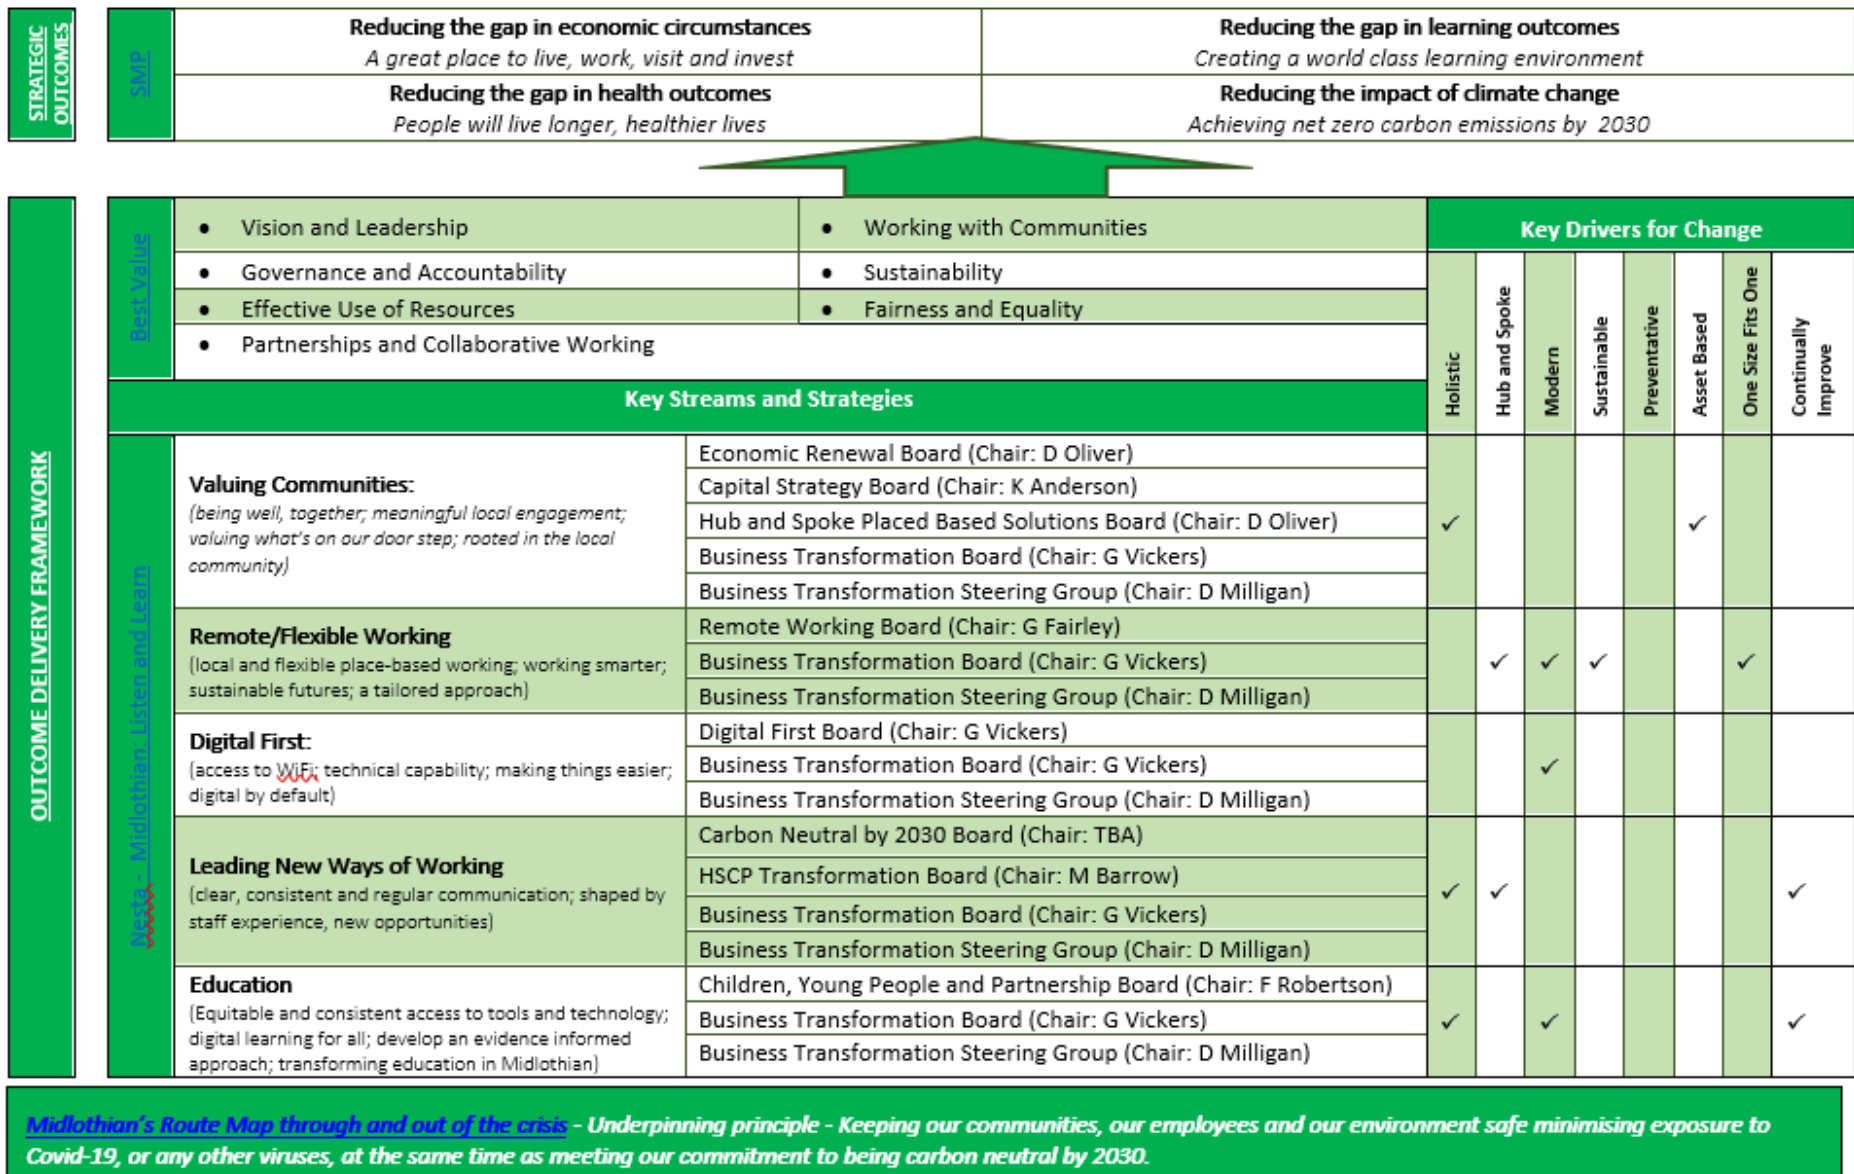 STRATEGIC
OUTCOMES
SMP
Reducing the gap in economic circumstances
A great place to live, work, visit and invest
Reducing the gap in learning outcomes
Creating a world class learning environment
Reducing the gap in health outcomes
People will live longer, healthier lives
Reducing the impact of climate change
Achieving net zero carbon emissions by 2030
OUTCOME DELIVERY FRAMEWORK
Best Value
• Vision and Leadership
• Working with Communities
• Governance and Accountability
• Sustainability
• Effective Use of Resources
• Fairness and Equality
• Partnerships and Collaborative Working
Key Drivers for Change
Holistic
Hub and Spoke
Modern
Sustainable
Preventative
Asset Based
One Size Fits One
Continually
Improve
Key Streams and Strategies
Nesta - Midlothian: Listen and Learn
Valuing Communities:
(being well, together; meaningful local engagement;
valuing what's on our door step; rooted in the local
community)
Economic Renewal Board (Chair: D Oliver)
Capital Strategy Board (Chair: K Anderson)
Hub and Spoke Placed Based Solutions Board (Chair: D Oliver)
Business Transformation Board (Chair: G Vickers)
Business Transformation Steering Group (Chair: D Milligan)
✓ ✓
Remote/Flexible Working
(local and flexible place-based working; working smarter;
sustainable futures; a tailored approach)
Remote Working Board (Chair: G Fairley)
Business Transformation Board (Chair: G Vickers)
Business Transformation Steering Group (Chair: D Milligan)
✓ ✓ ✓ ✓
Digital First:
(access to WiFi; technical capability; making things easier;
digital by default)
Digital First Board (Chair: G Vickers)
Business Transformation Board (Chair: G Vickers)
Business Transformation Steering Group (Chair: D Milligan)
✓
Leading New Ways of Working
(clear, consistent and regular communication; shaped by
staff experience, new opportunities)
Carbon Neutral by 2030 Board (Chair: TBA)
HSCP Transformation Board (Chair: M Barrow)
Business Transformation Board (Chair: G Vickers)
Business Transformation Steering Group (Chair: D Milligan)
✓ ✓ ✓
Education
(Equitable and consistent access to tools and technology;
digital learning for all; develop an evidence informed
approach; transforming education in Midlothian)
Children, Young People and Partnership Board (Chair: F Robertson)
Business Transformation Board (Chair: G Vickers)
Business Transformation Steering Group (Chair: D Milligan)
✓ ✓ ✓
Midlothian's Route Map through and out of the crisis - Underpinning principle - Keeping our communities, our employees and our environment safe minimising exposure to
Covid-19, or any other viruses, at the same time as meeting our commitment to being carbon neutral by 2030.